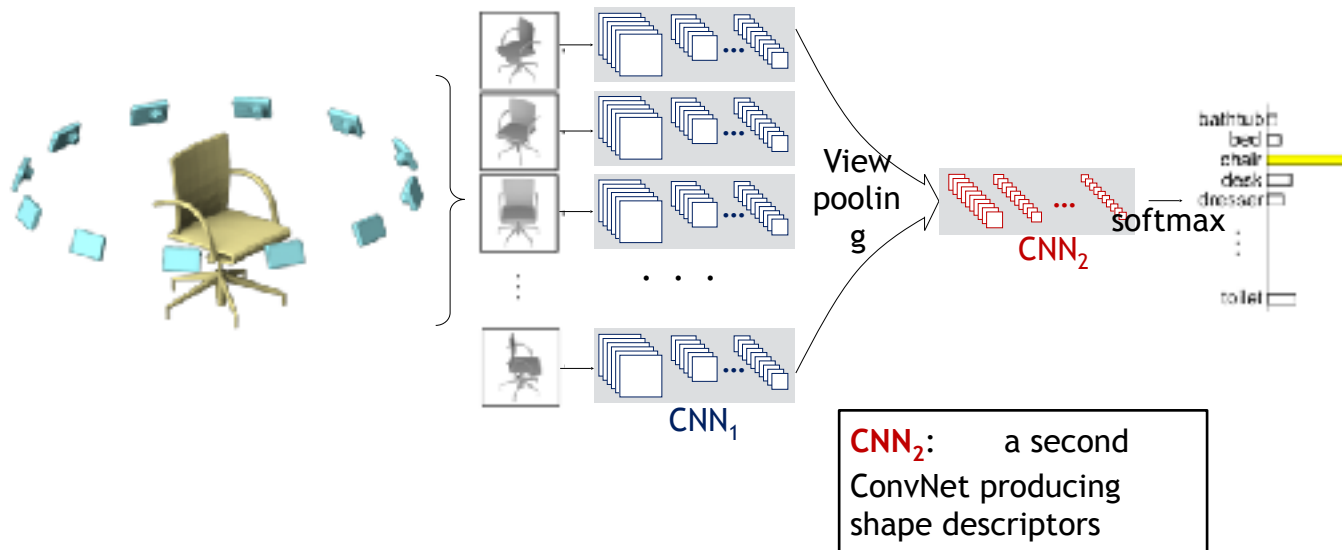 View
poolin
g
CNN₁
CNN₂
softmax
bathtub
bed
chair
desk
dresser
toilet
CNN₂: a second
ConvNet producing
shape descriptors